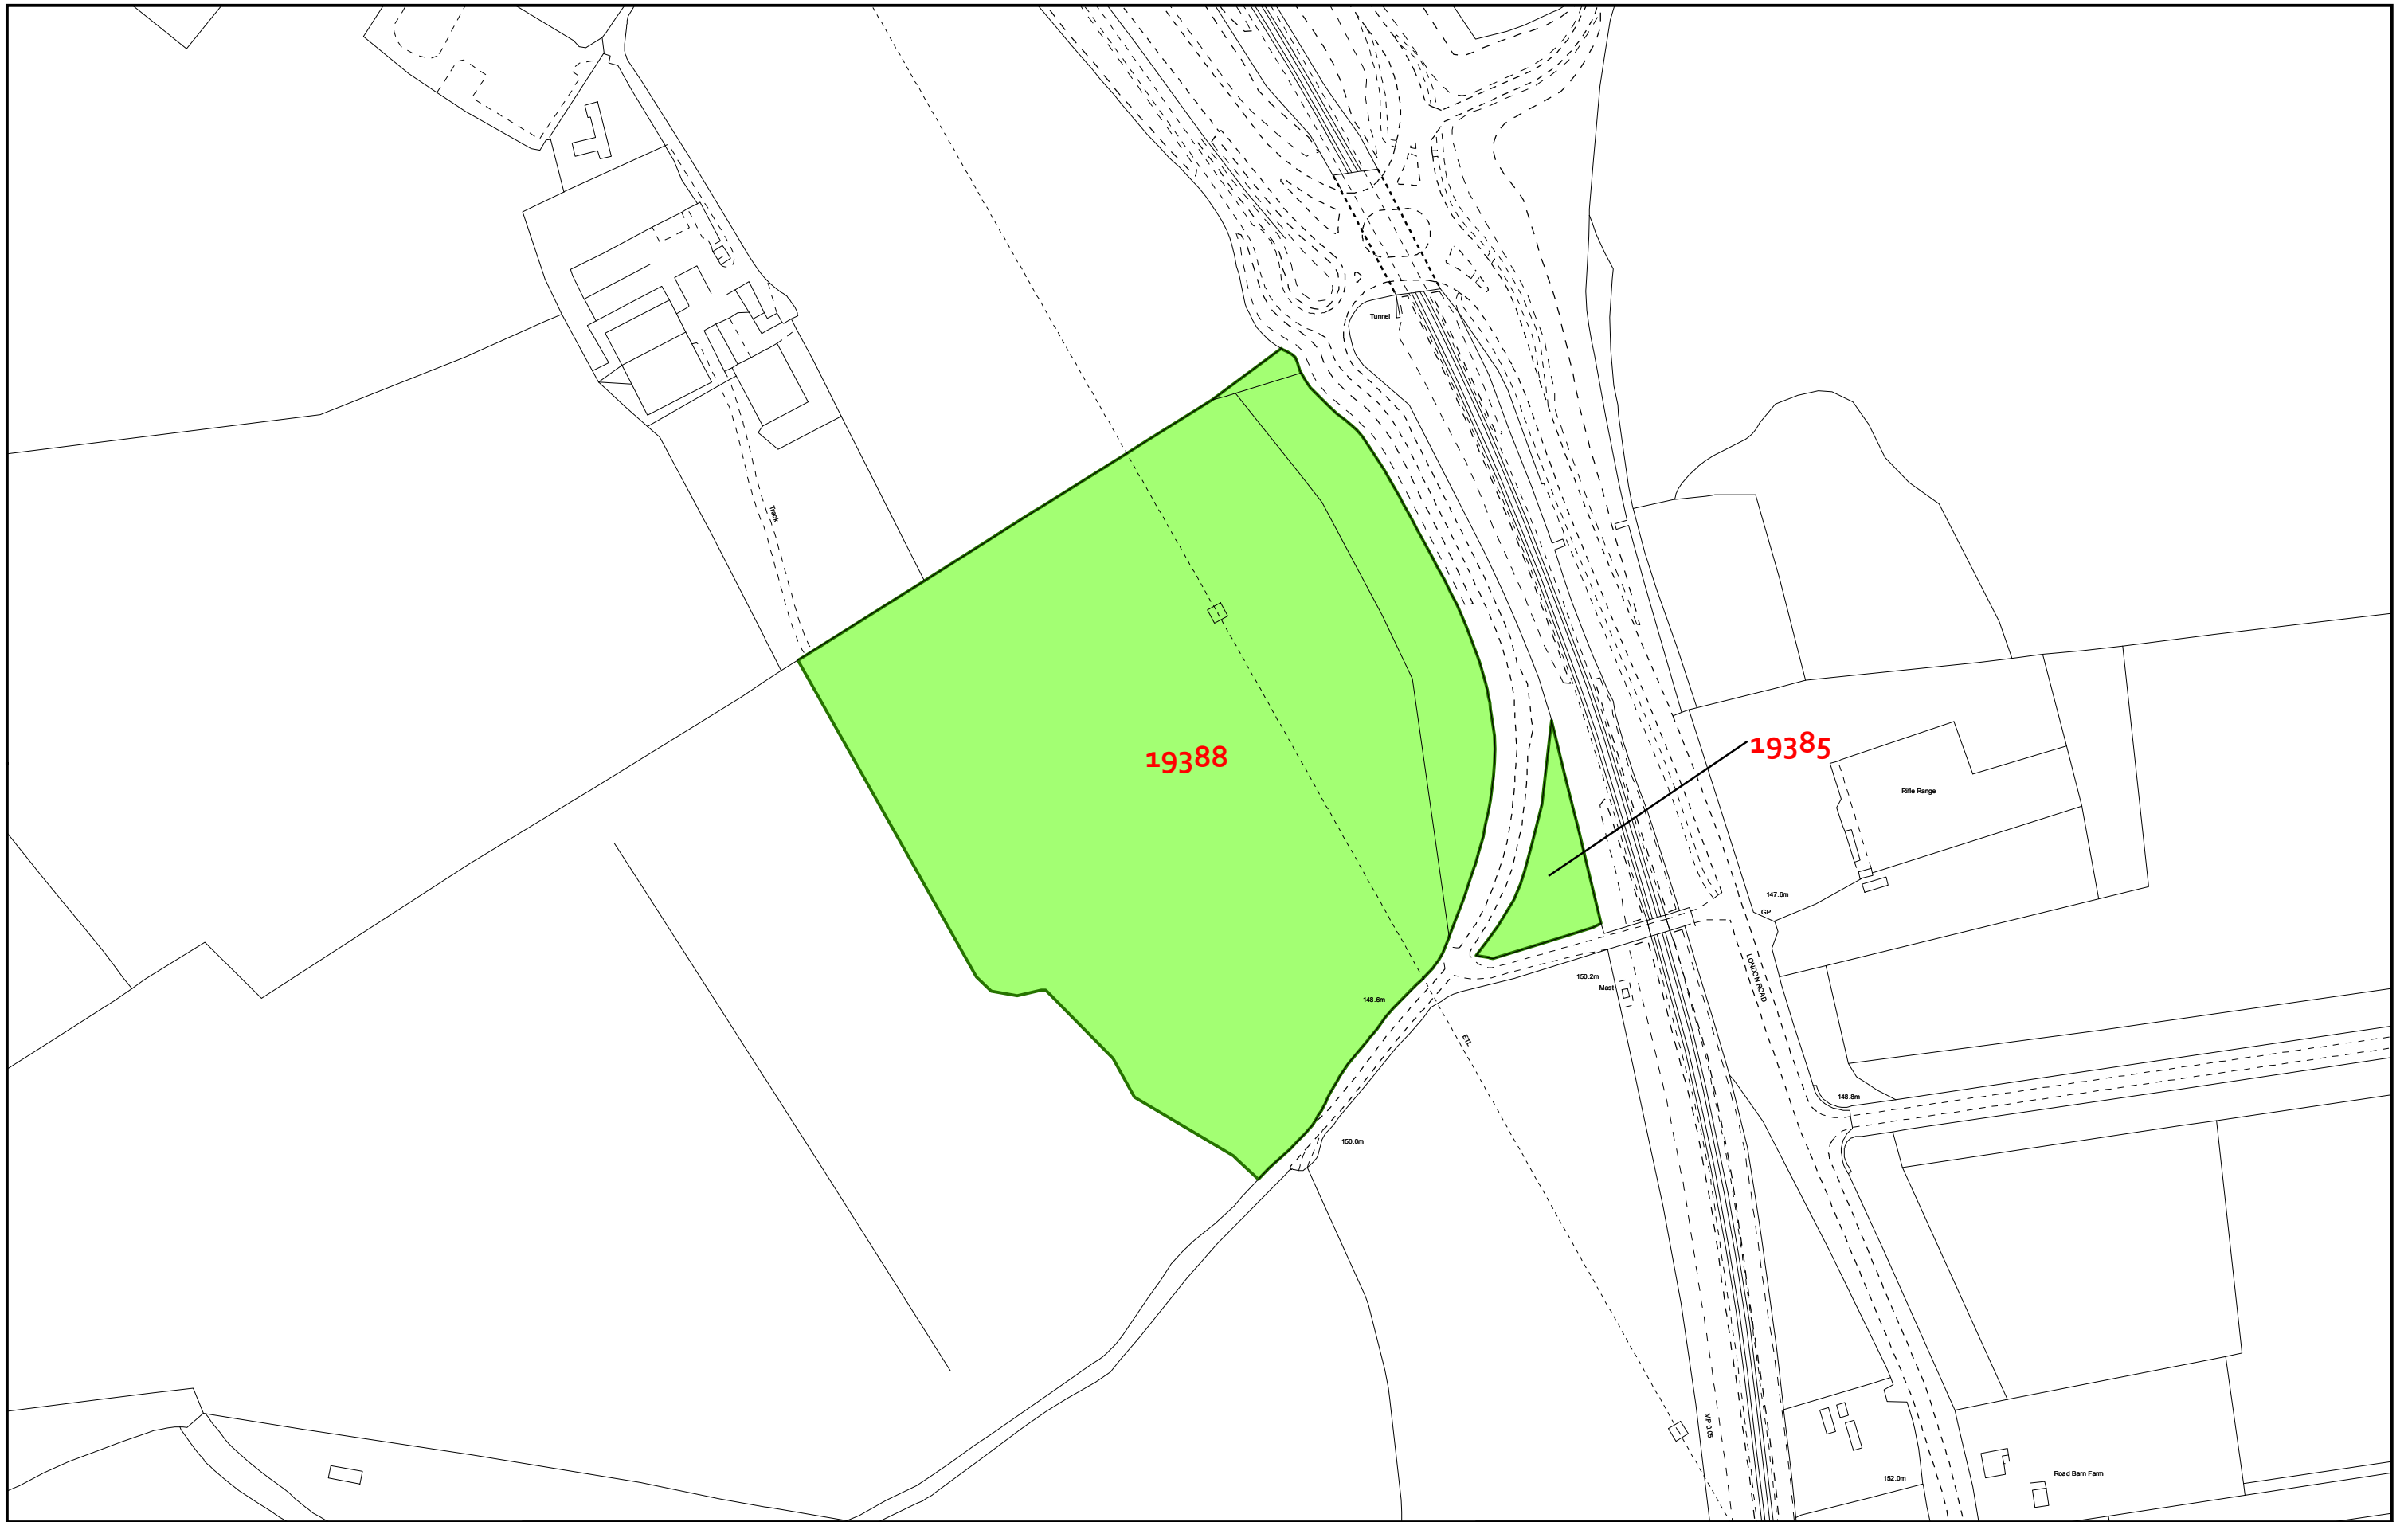 Tunnel
Track
19388
19385
Rifle Range
147.6m
GP
LONDON ROAD
150.2m
Mast
148.6m
ETL
148.8m
150.0m
MP 0.05
152.0m
Road Barn Farm